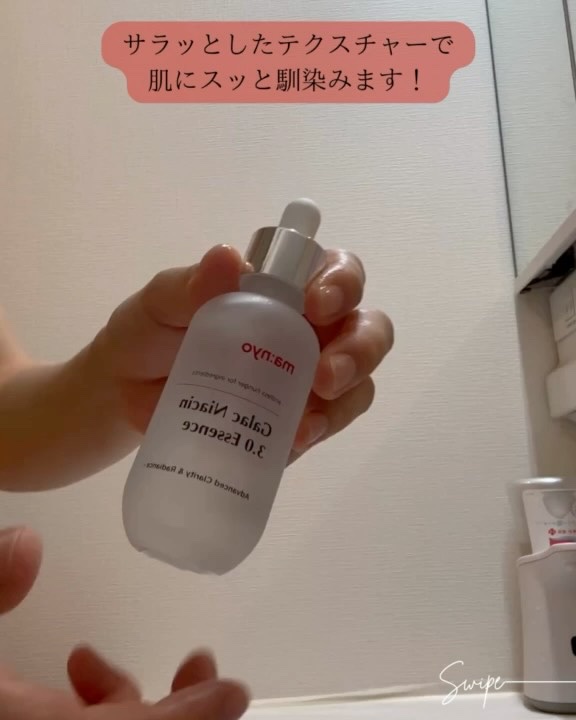 サラッとしたテクスチャーで
肌にスッと馴染みます！
ma:nyo
Galac Niacin
3.0 Essence
Advanced Clarity & Radiance
Swipe